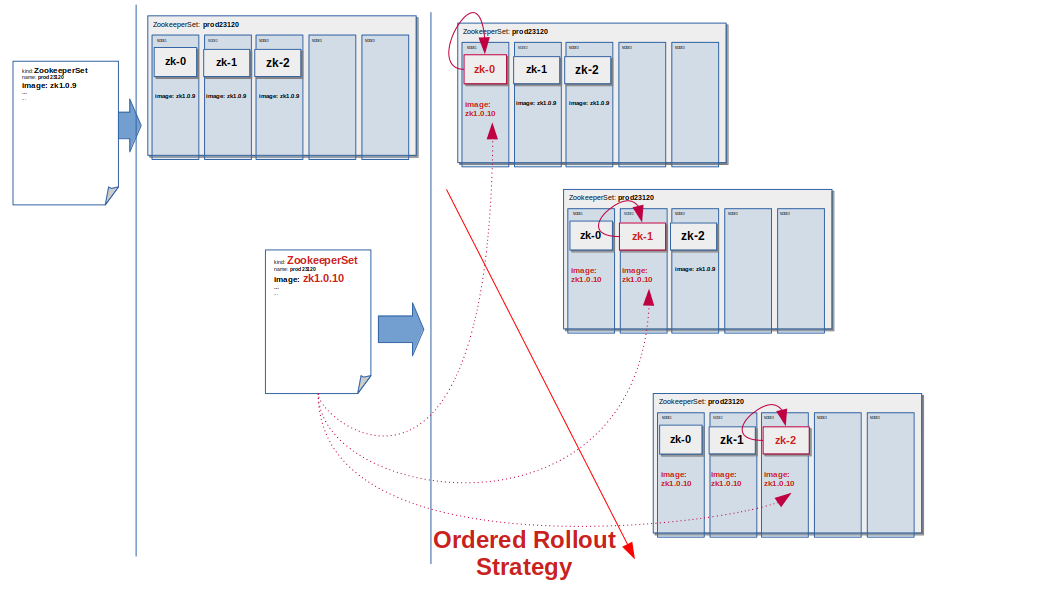 kind ZookeeperSet
name: prod23120
image: zk1.0.9
...
...
ZookeeperSet: prod23120
zk-0
zk-1
zk-2
image: zk1.0.9
image: zk1.0.9
image: zk1.0.9
kind: ZookeeperSet
name: prod23120
image: zk1.0.10
...
...
ZookeeperSet: prod23120
zk-0
zk-1
zk-2
image:
zk1.0.10
image: zk1.0.9
image: zk1.0.9
ZookeeperSet: prod23120
zk-0
zk-1
zk-2
image:
zk1.0.10
image:
zk1.0.10
image: zk1.0.9
ZookeeperSet: prod23120
zk-0
zk-1
zk-2
image:
zk1.0.10
image:
zk1.0.10
image:
zk1.0.10
Ordered Rollout
Strategy